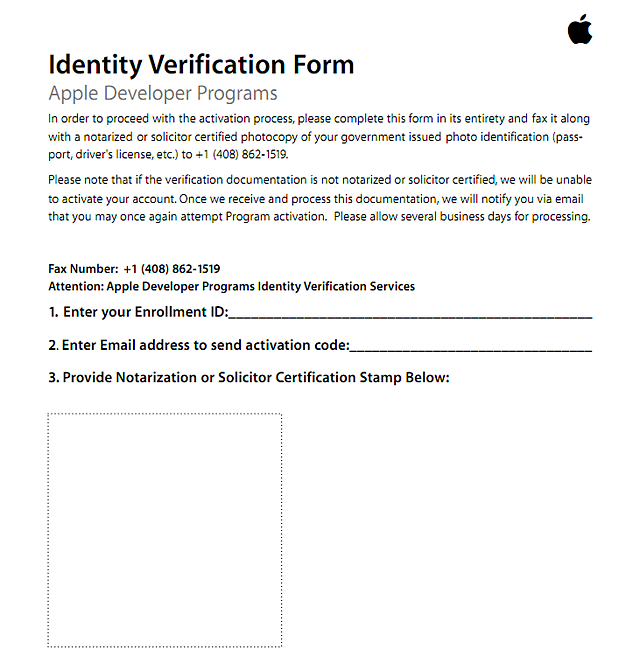 Identity Verification Form
Apple Developer Programs
In order to proceed with the activation process, please complete this form in its entirety and fax it along
with a notarized or solicitor certified photocopy of your government issued photo identification (pass-
port, driver's license, etc.) to +1 (408) 862-1519.
Please note that if the verification documentation is not notarized or solicitor certified, we will be unable
to activate your account. Once we receive and process this documentation, we will notify you via email
that you may once again attempt Program activation.  Please allow several business days for processing.
Fax Number:  +1 (408) 862-1519
Attention: Apple Developer Programs Identity Verification Services
1. Enter your Enrollment ID:______________________________________________
2. Enter Email address to send activation code:_______________________________
3. Provide Notarization or Solicitor Certification Stamp Below: